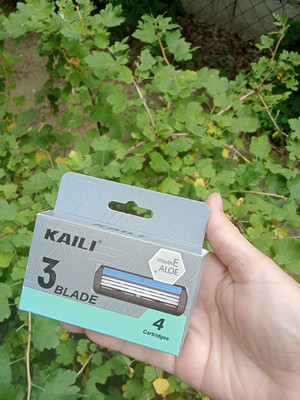 KAILI®
VITAMIN E
+ ALOE
3 BLADE
4
Cartridges